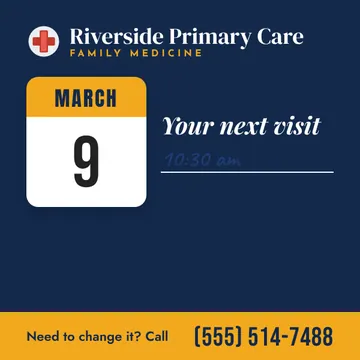 Riverside Primary Care
FAMILY MEDICINE
MARCH
9
Your next visit
10:30 am
Need to change it? Call
(555) 514-7488